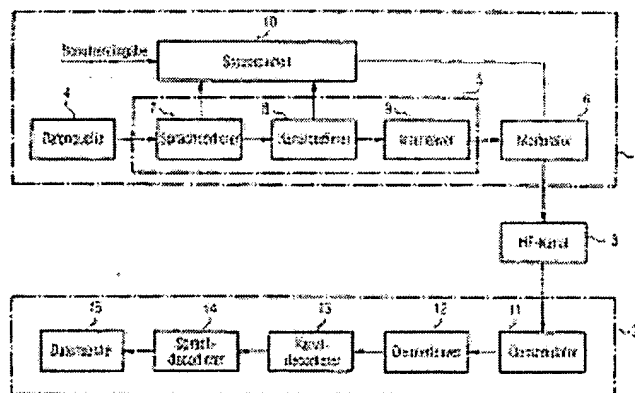 10
Steuereinheit
5
4
7
8
9
6
Datenquelle
Sprachcodierer
Kanalcodierer
Interleaver
Modulator
HF-Kanal
3
15
14
13
12
11
Datensenke
Sprach-
decodierer
Kanal-
decodierer
Deinterleaver
Demodulator